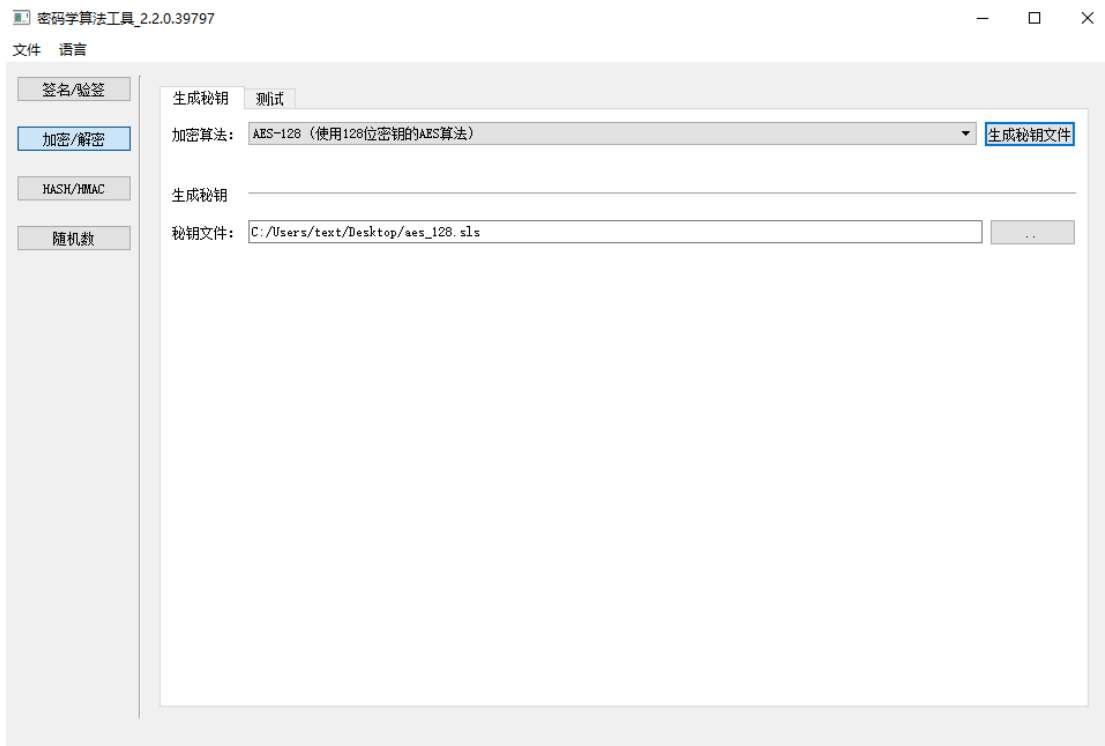 密码学算法工具_2.2.0.39797
文件 语言
签名/验签
加密/解密
HASH/HMAC
随机数
生成秘钥 测试
加密算法： AES-128（使用128位密钥的AES算法） 生成秘钥文件
生成秘钥
秘钥文件： C:/Users/text/Desktop/aes_128.sls ..